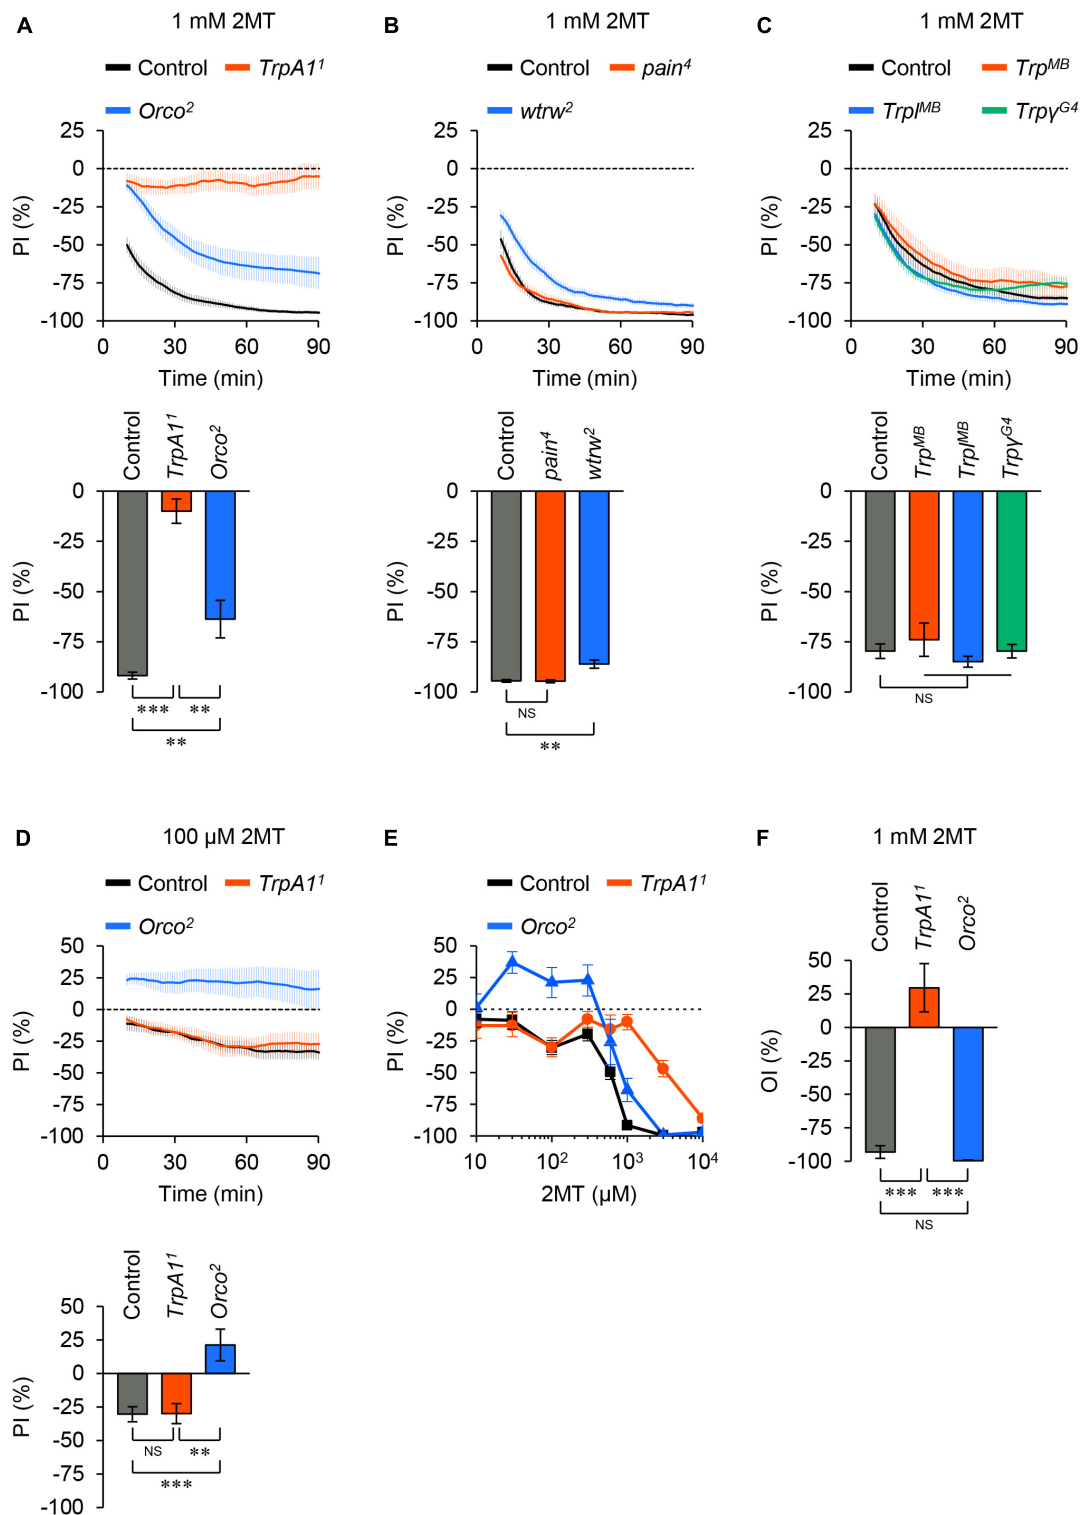 A 1 mM 2MT
Control TrpA1¹
Orco²
25
0
-25
-50
-75
-100
PI (%)
0 30 60 90
Time (min)
Control TrpA1¹ Orco²
0
-25
-50
-75
-100
PI (%)
*** **
**
B 1 mM 2MT
Control pain⁴
wtrw²
25
0
-25
-50
-75
-100
PI (%)
0 30 60 90
Time (min)
Control pain⁴ wtrw²
0
-25
-50
-75
-100
PI (%)
NS
**
C 1 mM 2MT
Control Trp^MB
Trpl^MB Trpγ^G4
25
0
-25
-50
-75
-100
PI (%)
0 30 60 90
Time (min)
Control Trp^MB Trpl^MB Trpγ^G4
0
-25
-50
-75
-100
PI (%)
NS
D 100 µM 2MT
Control TrpA1¹
Orco²
50
25
0
-25
-50
-75
-100
PI (%)
0 30 60 90
Time (min)
Control TrpA1¹ Orco²
50
25
0
-25
-50
-75
-100
PI (%)
NS **
***
E
Control TrpA1¹
Orco²
50
25
0
-25
-50
-75
-100
PI (%)
10 10² 10³ 10⁴
2MT (µM)
F 1 mM 2MT
Control TrpA1¹ Orco²
50
25
0
-25
-50
-75
-100
OI (%)
*** ***
NS